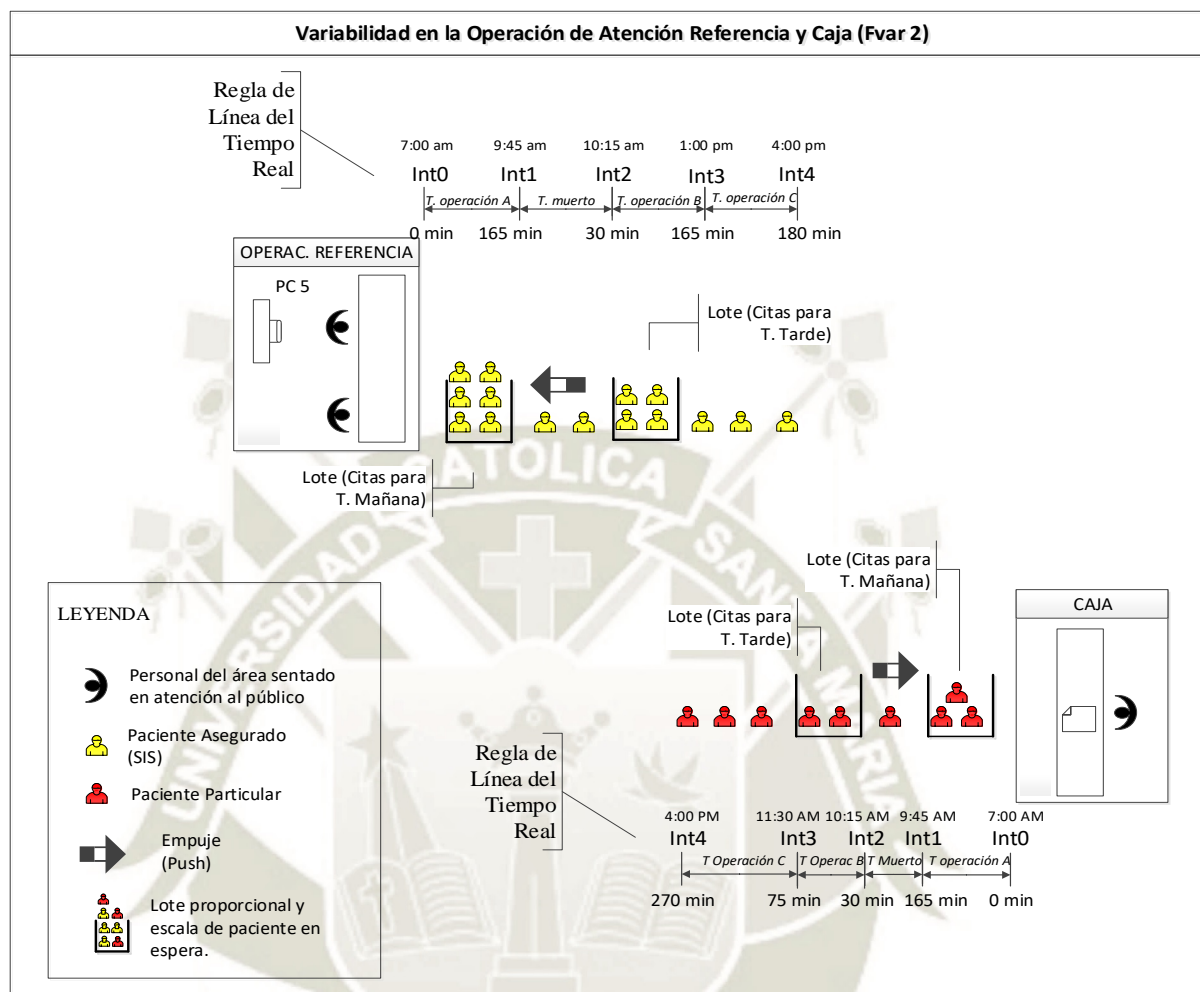 Variabilidad en la Operación de Atención Referencia y Caja (Fvar 2)
Regla de
Línea del
Tiempo
Real
7:00 am 9:45 am 10:15 am 1:00 pm 4:00 pm
Int0 Int1 Int2 Int3 Int4
T. operación A T. muerto T. operación B T. operación C
0 min 165 min 30 min 165 min 180 min
OPERAC. REFERENCIA
PC 5
Lote (Citas para
T. Tarde)
Lote (Citas para
T. Mañana)
CATOLICA
UNIVERSIDAD
SANTA MARIA
Lote (Citas para
T. Mañana)
Lote (Citas para
T. Tarde)
CAJA
LEYENDA
Personal del área sentado
en atención al público
Paciente Asegurado
(SIS)
Paciente Particular
Empuje
(Push)
Lote proporcional y
escala de paciente en
espera.
Regla de
Línea del
Tiempo
Real
4:00 PM 11:30 AM 10:15 AM 9:45 AM 7:00 AM
Int4 Int3 Int2 Int1 Int0
T Operación C T Operac B T Muerto T operación A
270 min 75 min 30 min 165 min 0 min